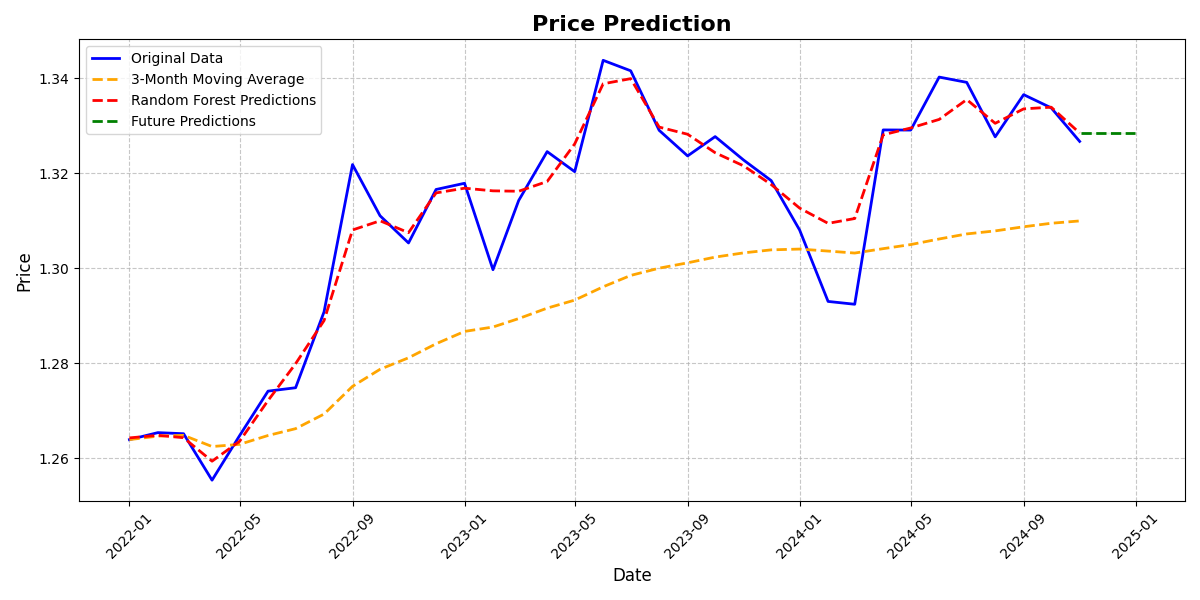 Price Prediction
Original Data
3-Month Moving Average
Random Forest Predictions
Future Predictions
1.34
1.32
1.30
1.28
1.26
Price
2022-01
2022-05
2022-09
2023-01
2023-05
2023-09
2024-01
2024-05
2024-09
2025-01
Date